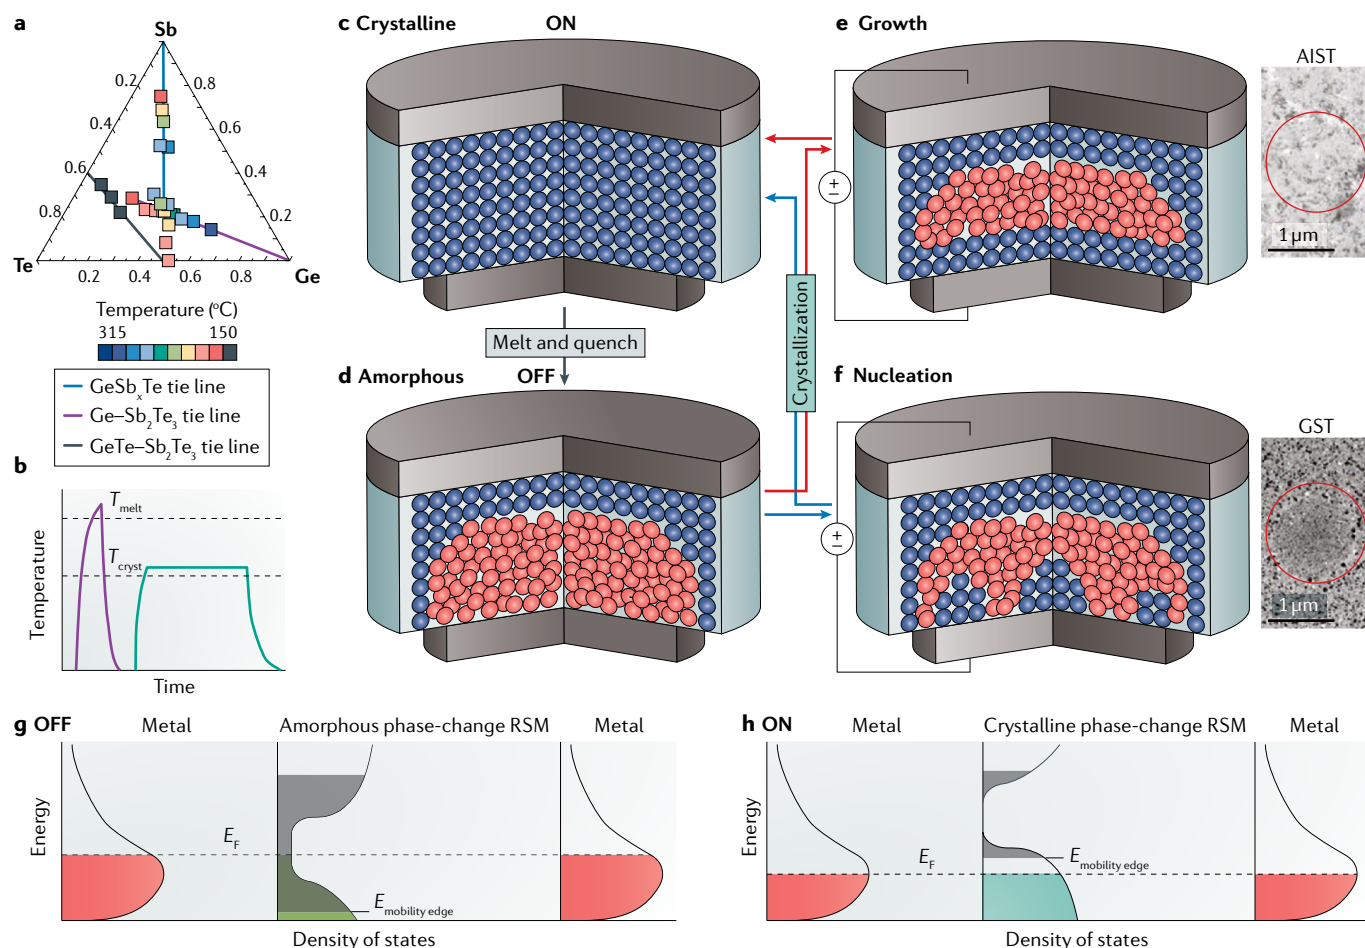 a
Sb
0.2
0.8
0.4
0.6
0.6
0.4
0.8
0.2
Te
0.2
0.4
0.6
0.8
Ge
Temperature (°C)
315
150
GeSbₓTe tie line
Ge–Sb₂Te₃ tie line
GeTe–Sb₂Te₃ tie line
b
Temperature
T melt
T cryst
Time
c Crystalline ON
Melt and quench
d Amorphous OFF
Crystallization
e Growth
±
AIST
1 µm
f Nucleation
±
GST
1 µm
g OFF
Metal
Amorphous phase-change RSM
Metal
Energy
E F
E mobility edge
Density of states
h ON
Metal
Crystalline phase-change RSM
Metal
Energy
E F
E mobility edge
Density of states